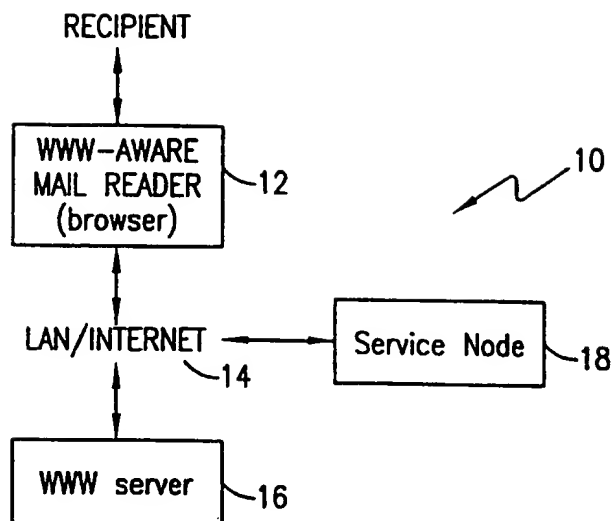 RECIPIENT
WWW-AWARE
MAIL READER
(browser)
12
10
LAN/INTERNET
14
Service Node
18
WWW server
16